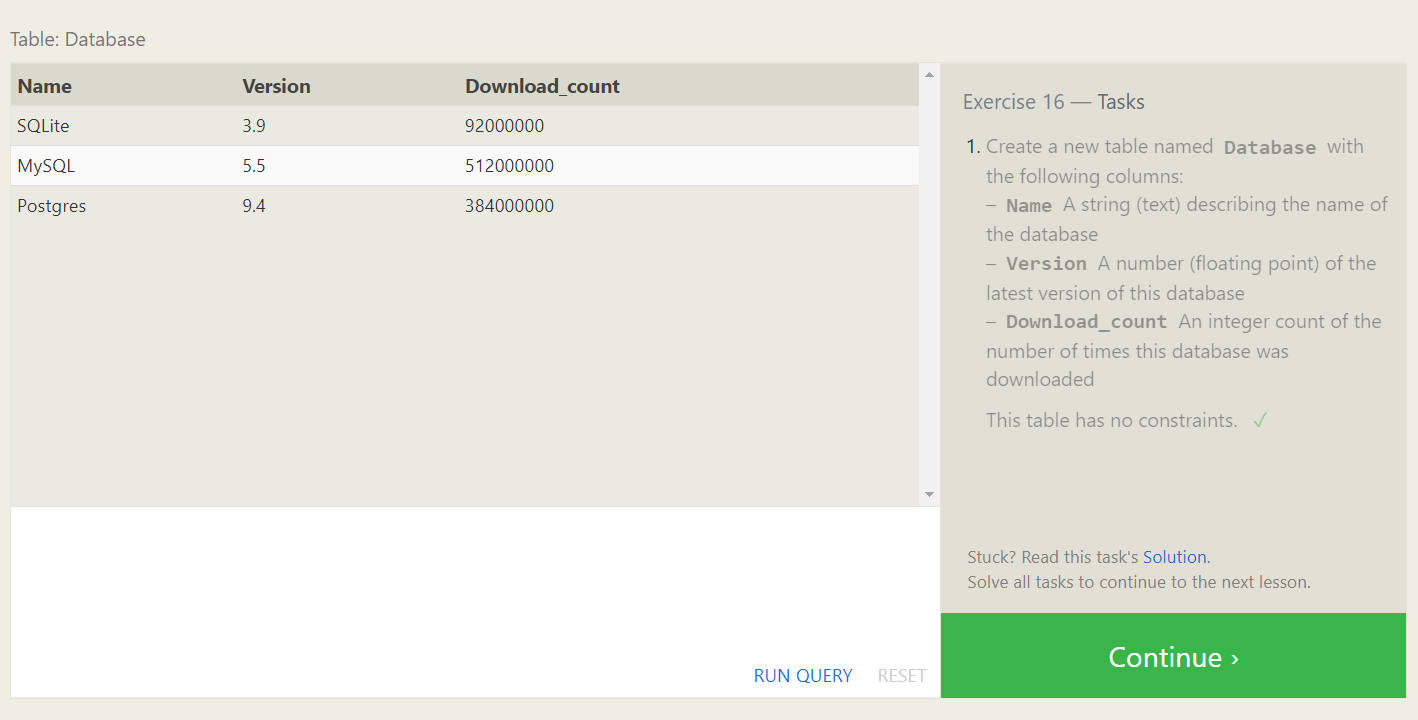 Table: Database
Name Version Download_count
SQLite 3.9 92000000
MySQL 5.5 512000000
Postgres 9.4 384000000
RUN QUERY RESET
Exercise 16 — Tasks
1. Create a new table named Database with
the following columns:
– Name A string (text) describing the name of
the database
– Version A number (floating point) of the
latest version of this database
– Download_count An integer count of the
number of times this database was
downloaded
This table has no constraints. ✓
Stuck? Read this task's Solution.
Solve all tasks to continue to the next lesson.
Continue ›